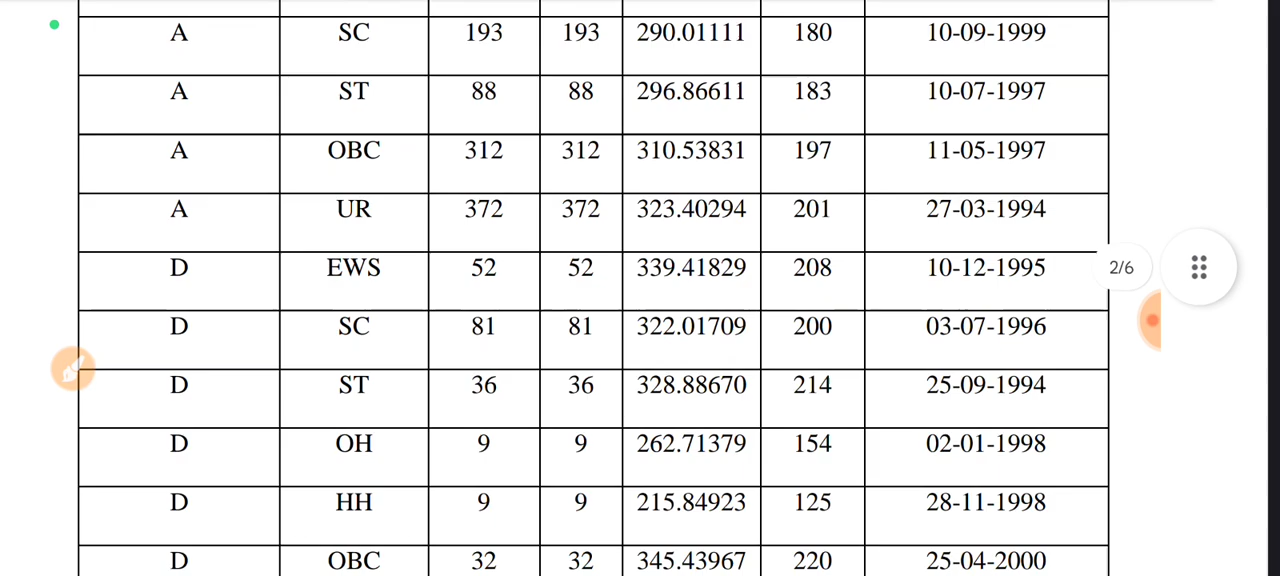 A SC 193 193 290.01111 180 10-09-1999
A ST 88 88 296.86611 183 10-07-1997
A OBC 312 312 310.53831 197 11-05-1997
A UR 372 372 323.40294 201 27-03-1994
D EWS 52 52 339.41829 208 10-12-1995
2/6
D SC 81 81 322.01709 200 03-07-1996
D ST 36 36 328.88670 214 25-09-1994
D OH 9 9 262.71379 154 02-01-1998
D HH 9 9 215.84923 125 28-11-1998
D OBC 32 32 345.43967 220 25-04-2000